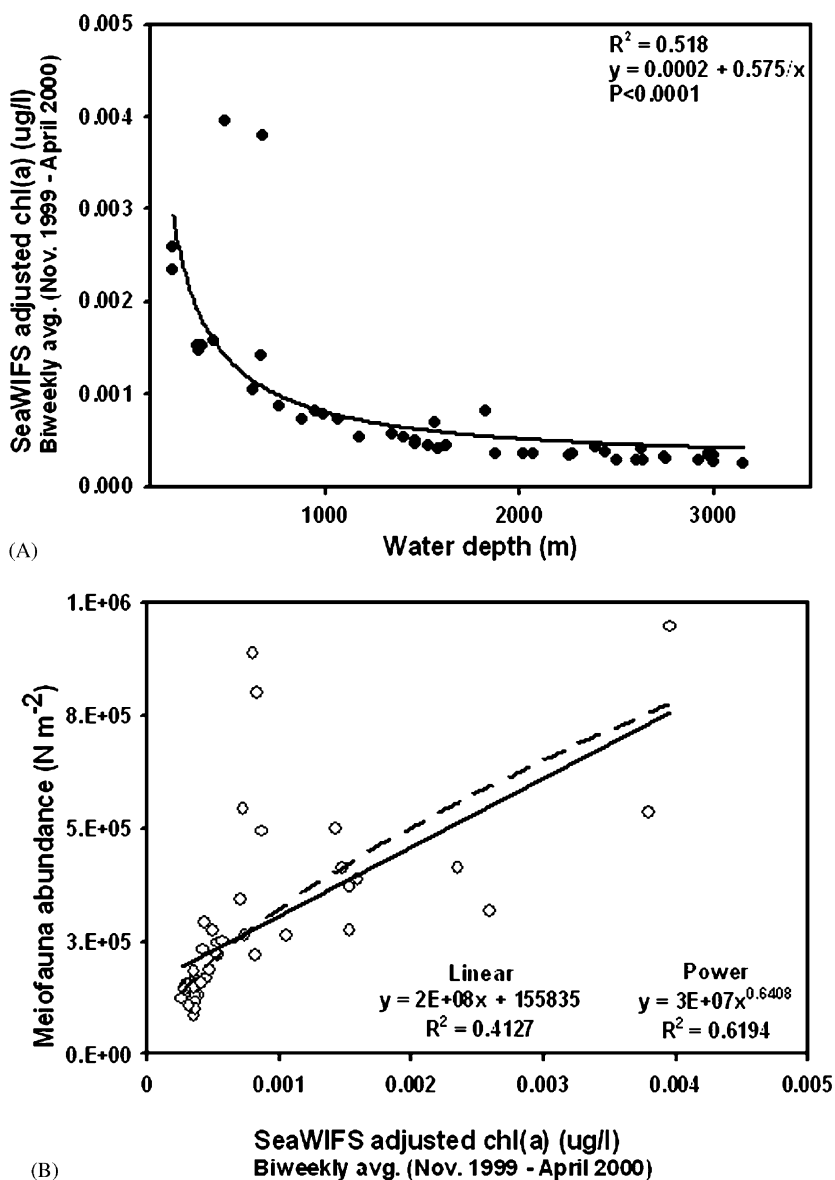 0.005
0.004
0.003
0.002
0.001
0.000
SeaWIFS adjusted chl(a) (ug/l)
Biweekly avg. (Nov. 1999 - April 2000)
R² = 0.518
y = 0.0002 + 0.575/x
P<0.0001
1000 2000 3000
Water depth (m)
(A)
1.E+06
8.E+05
5.E+05
3.E+05
0.E+00
Meiofauna abundance (N m⁻²)
Linear
y = 2E+08x + 155835
R² = 0.4127
Power
y = 3E+07x^0.6408
R² = 0.6194
0 0.001 0.002 0.003 0.004 0.005
SeaWIFS adjusted chl(a) (ug/l)
Biweekly avg. (Nov. 1999 - April 2000)
(B)